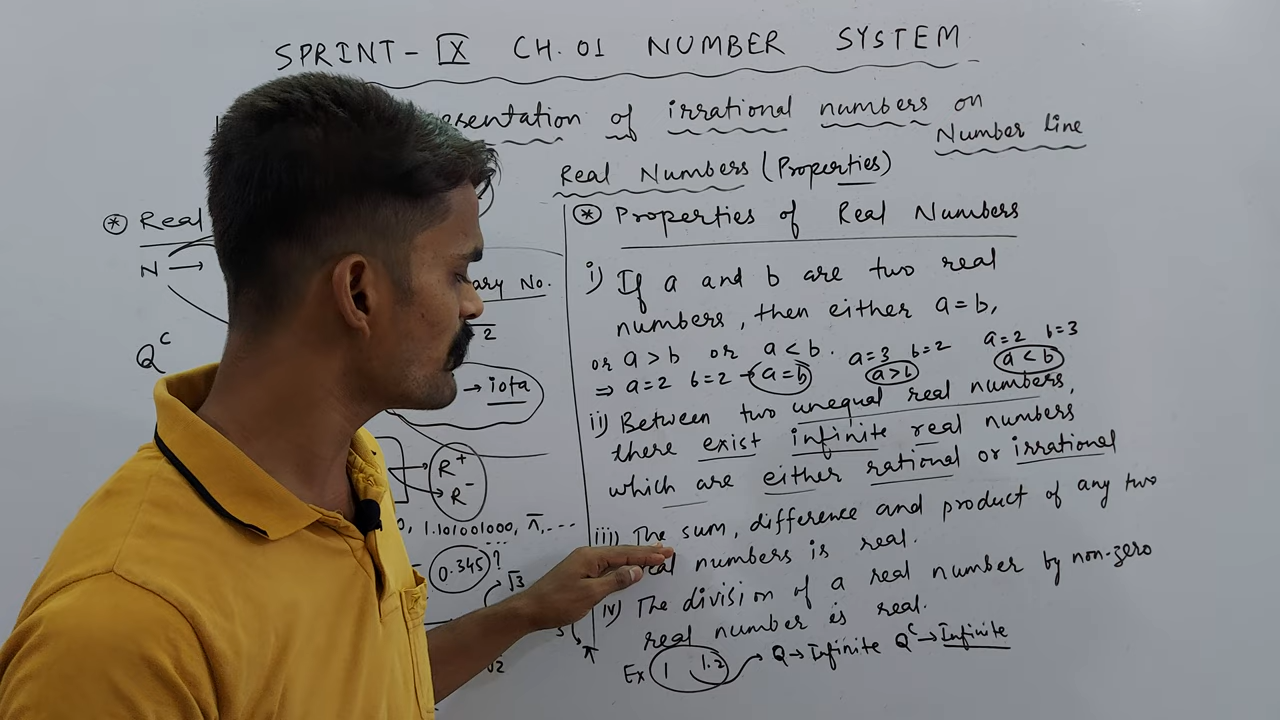 SPRINT-IX CH.01 NUMBER SYSTEM
of irrational numbers on
Number line
Real Numbers (Properties)
* Real
N →
Q^C
No.
2
→ iota
R+
R-
0, 1.101001000, π, ...
0.345 ?
√3
√2
π
* Properties of Real Numbers
i) If a and b are two real
numbers, then either a=b,
or a>b or a<b.
⇒ a=2 b=2 → a=b
a=3 b=2
a>b
a=2 b=3
a<b
ii) Between two unequal real numbers,
there exist infinite real numbers
which are either rational or irrational
iii) The sum, difference and product of any two
real numbers is real.
iv) The division of a real number by non-zero
real number is real.
Ex 1 1.2 → Q→Infinite Q^C→Infinite